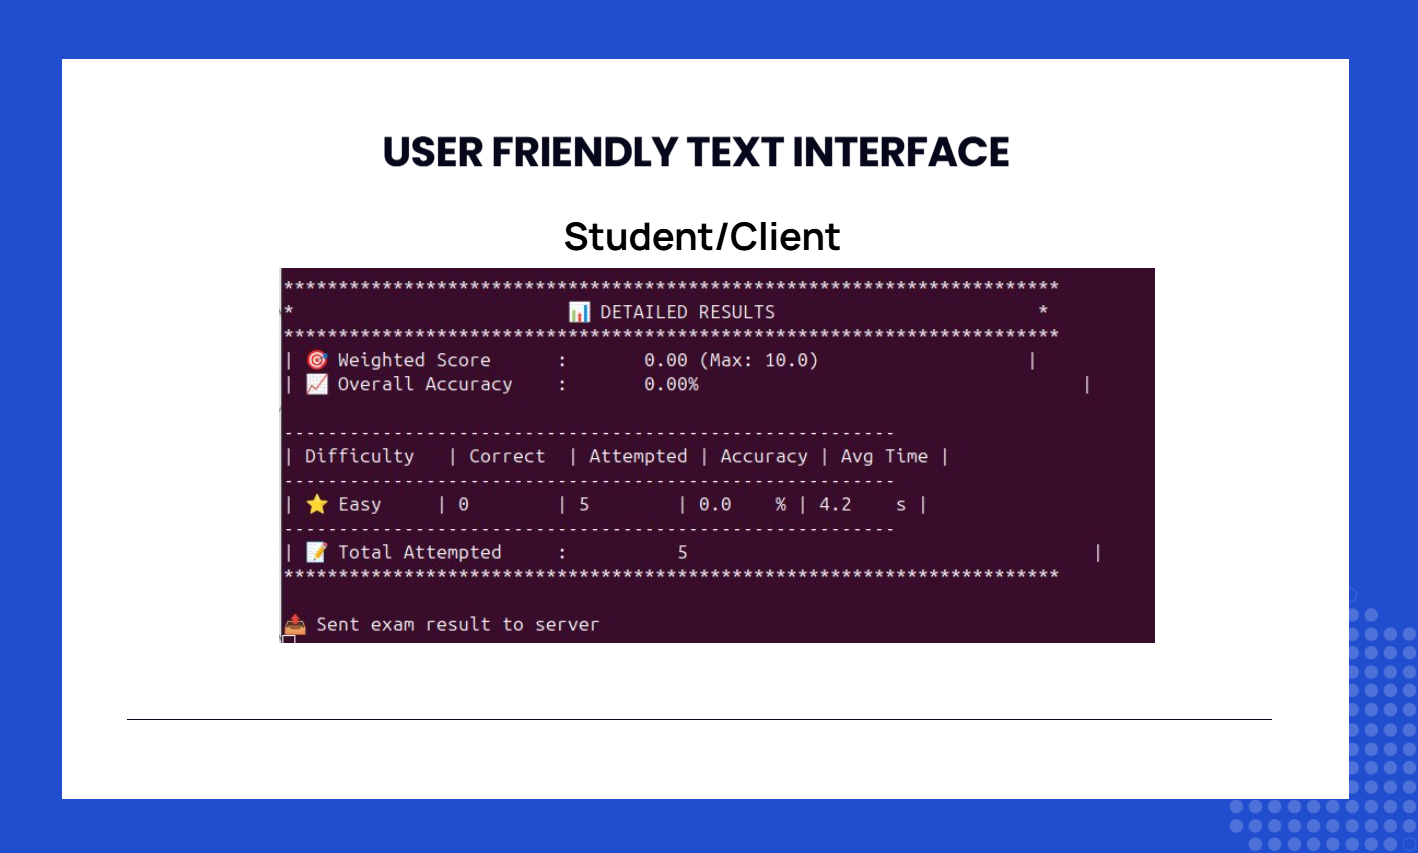 USER FRIENDLY TEXT INTERFACE
Student/Client
***********************************************************************
* 📊 DETAILED RESULTS *
***********************************************************************
| 🎯 Weighted Score : 0.00 (Max: 10.0) |
| 📈 Overall Accuracy : 0.00% |
--------------------------------------------------------
| Difficulty | Correct | Attempted | Accuracy | Avg Time |
--------------------------------------------------------
| ⭐ Easy | 0 | 5 | 0.0 % | 4.2 s |
--------------------------------------------------------
| 📝 Total Attempted : 5 |
***********************************************************************
📤 Sent exam result to server